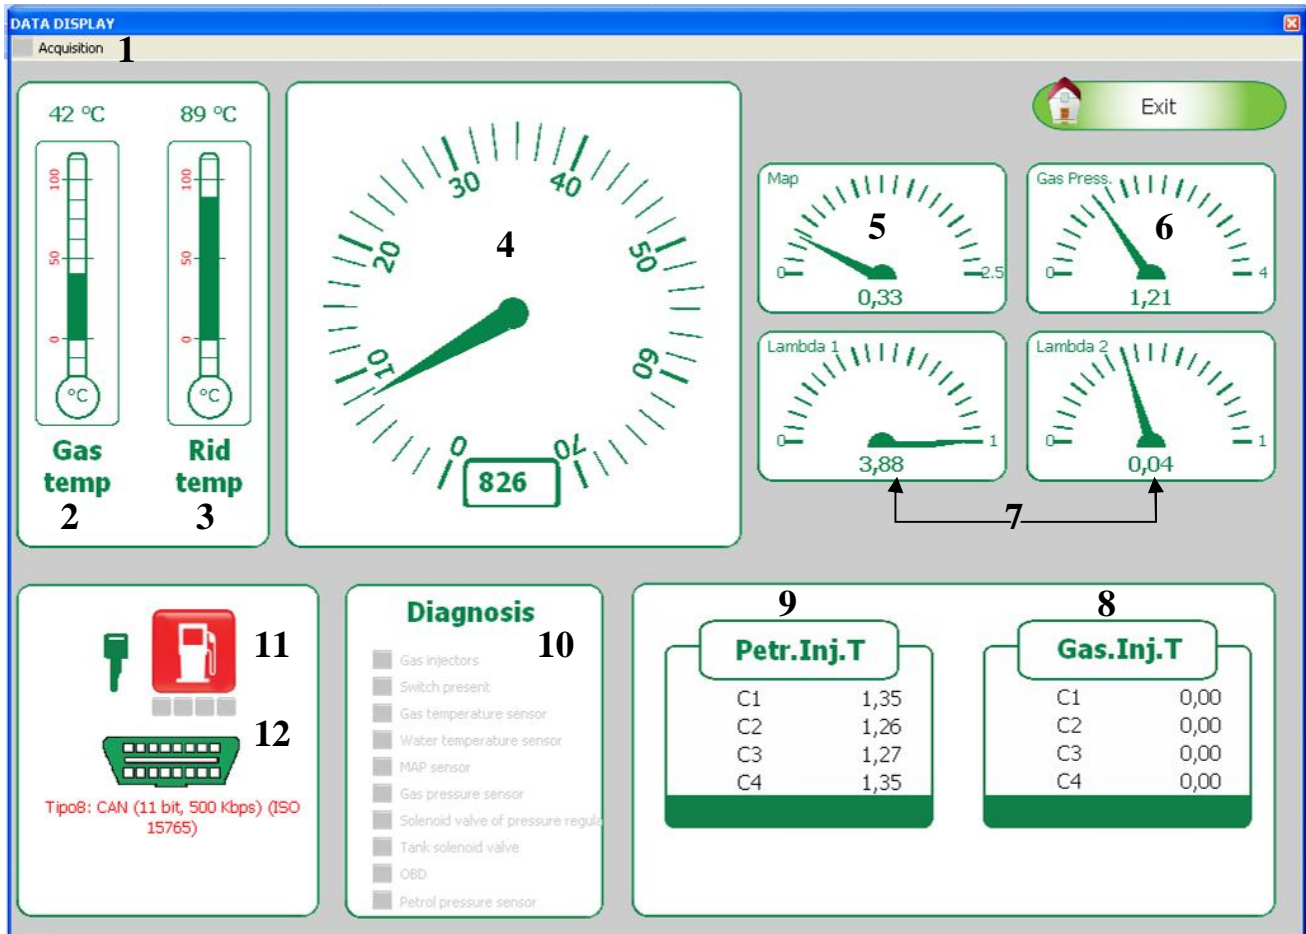 DATA DISPLAY
Acquisition 1
42 °C 89 °C
100 50 0 °C
100 50 0 °C
Gas temp
2
Rid temp
3
0 10 20 30 40 50 60 70
4
826
Exit
Map
5
0 2.5
0,33
Gas Press.
6
0 4
1,21
Lambda 1
0 1
3,88
Lambda 2
0 1
0,04
7
11
12
Tipo8: CAN (11 bit, 500 Kbps) (ISO
15765)
Diagnosis
10
Gas injectors
Switch present
Gas temperature sensor
Water temperature sensor
MAP sensor
Gas pressure sensor
Solenoid valve of pressure regula
Tank solenoid valve
OBD
Petrol pressure sensor
9
Petr.Inj.T
C1 1,35
C2 1,26
C3 1,27
C4 1,35
8
Gas.Inj.T
C1 0,00
C2 0,00
C3 0,00
C4 0,00